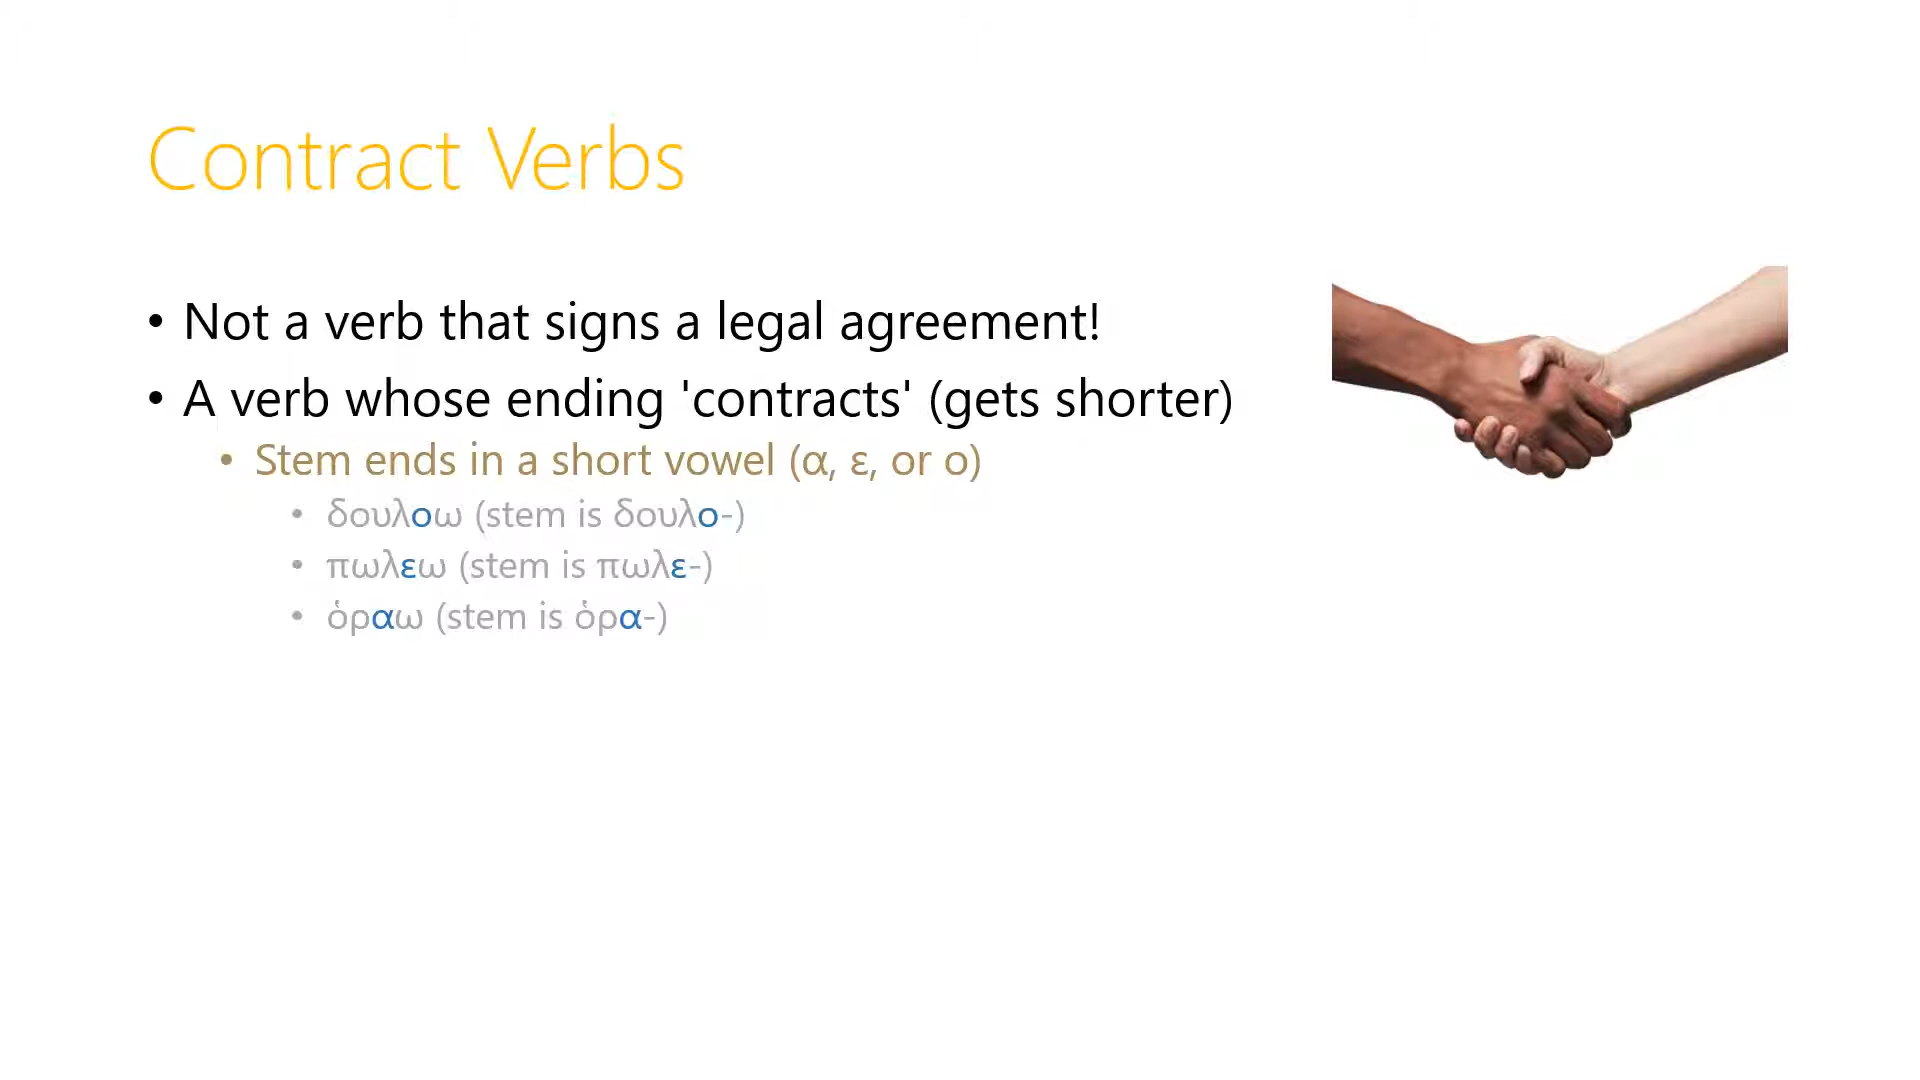 Contract Verbs
• Not a verb that signs a legal agreement!
• A verb whose ending 'contracts' (gets shorter)
• Stem ends in a short vowel (α, ε, or ο)
• δουλοω (stem is δουλο-)
• πωλεω (stem is πωλε-)
• ὁραω (stem is ὁρα-)